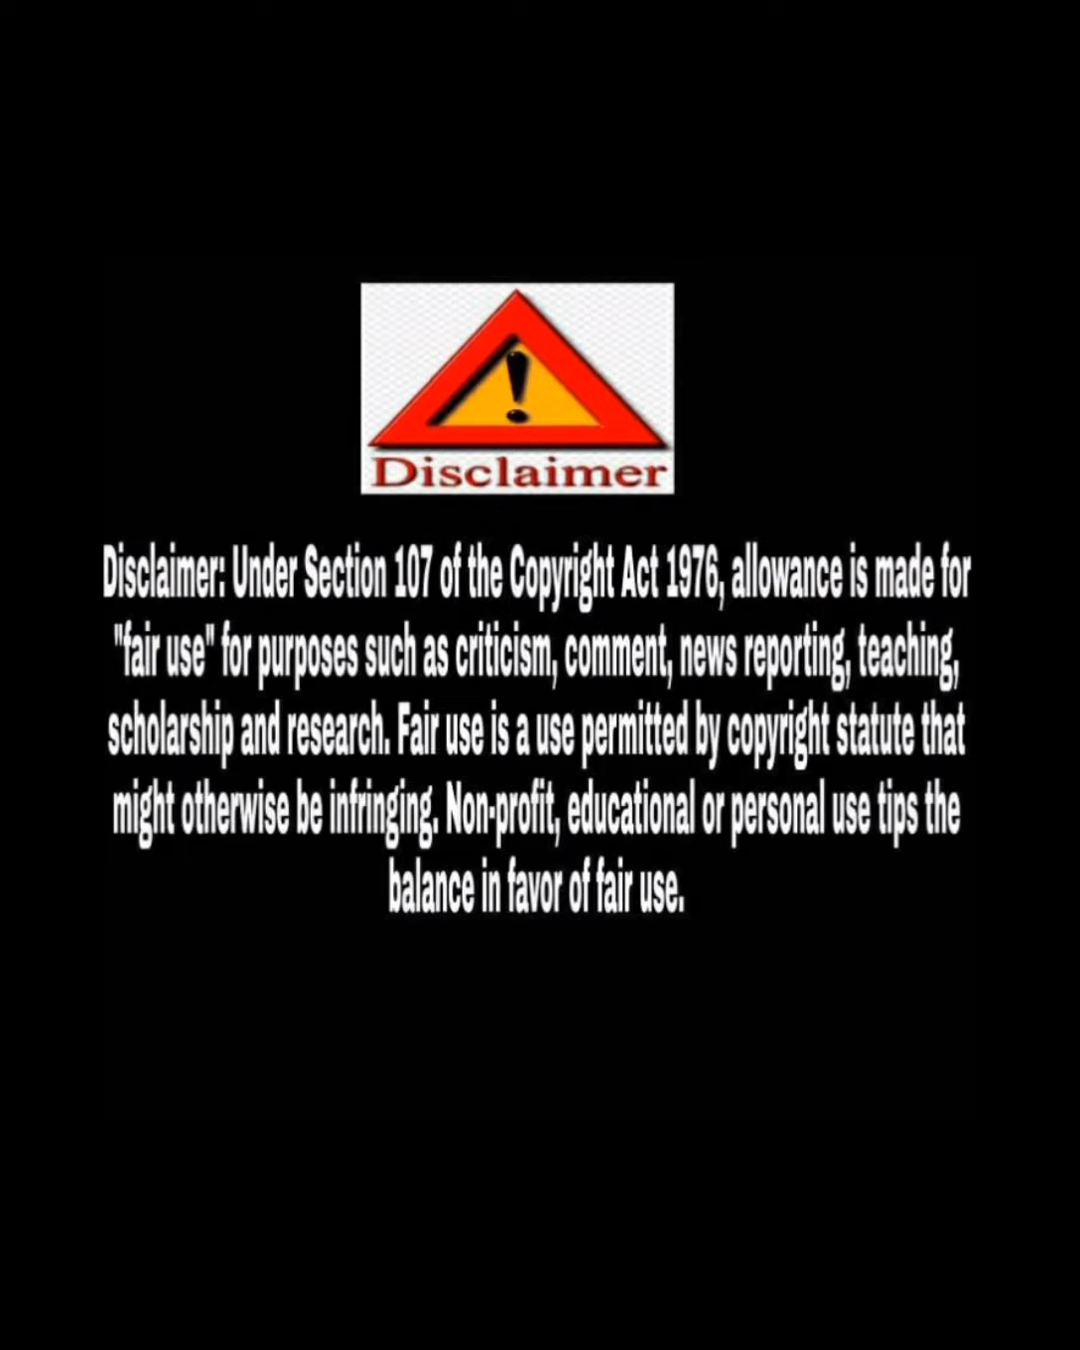 Disclaimer
Disclaimer: Under Section 107 of the Copyright Act 1976, allowance is made for
"fair use" for purposes such as criticism, comment, news reporting, teaching,
scholarship and research. Fair use is a use permitted by copyright statute that
might otherwise be infringing. Non-profit, educational or personal use tips the
balance in favor of fair use.